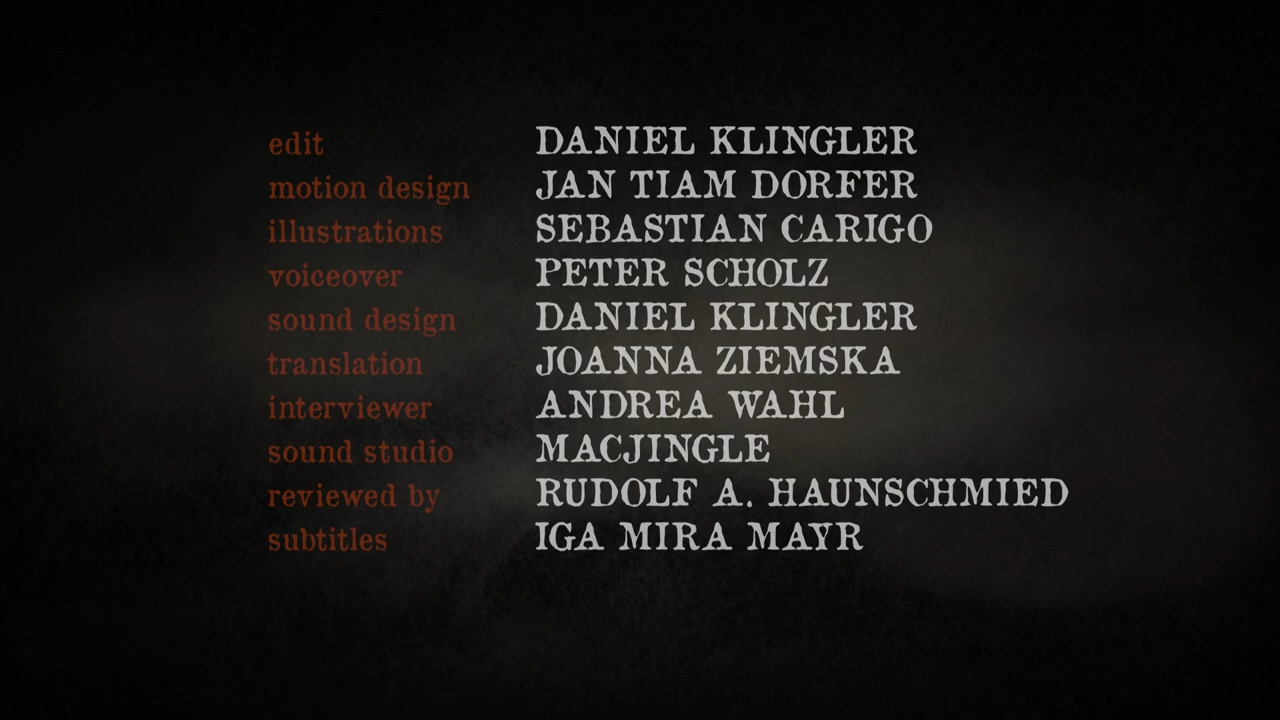 edit DANIEL KLINGLER
motion design JAN TIAM DORFER
illustrations SEBASTIAN CARIGO
voiceover PETER SCHOLZ
sound design DANIEL KLINGLER
translation JOANNA ZIEMSKA
interviewer ANDREA WAHL
sound studio MACJINGLE
reviewed by RUDOLF A. HAUNSCHMIED
subtitles IGA MIRA MAYR